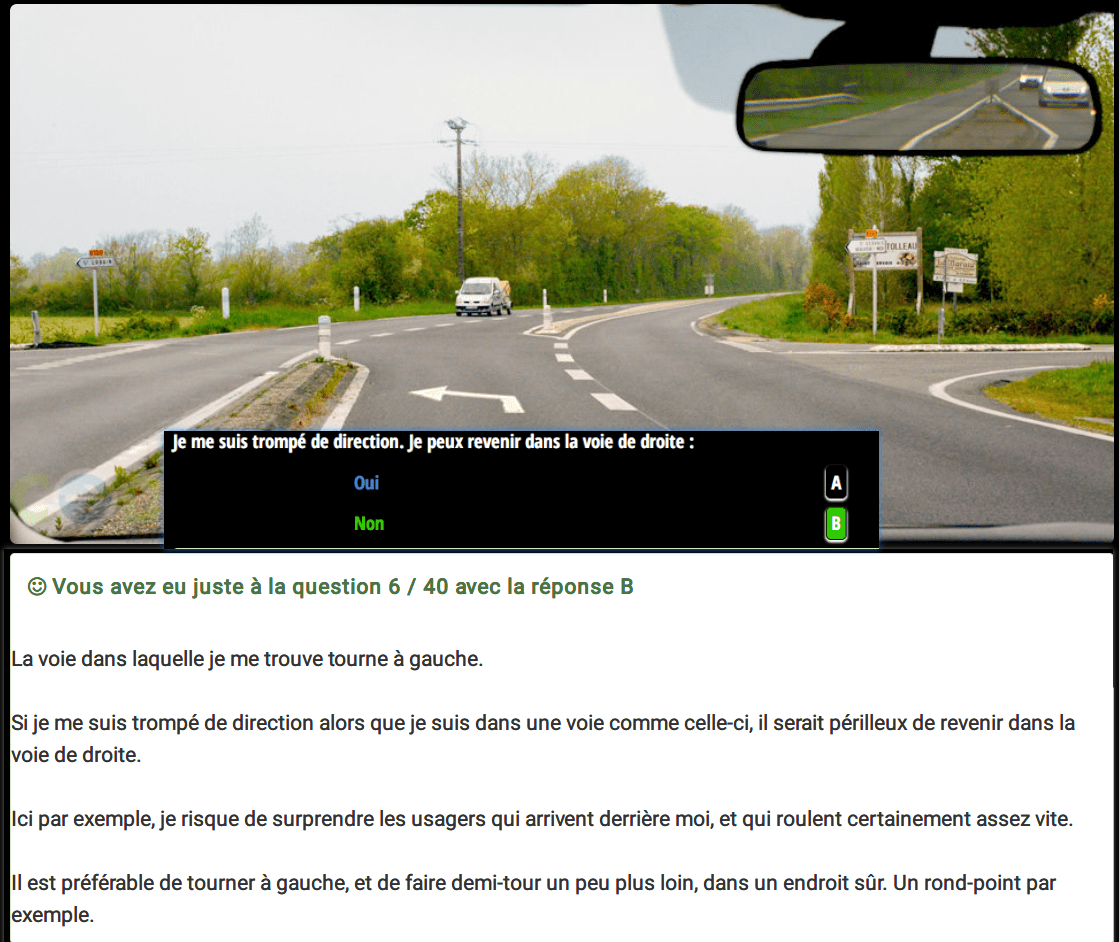 D100
ST GERVAIS
TOLLEAU
Je me suis trompé de direction. Je peux revenir dans la voie de droite :
Oui
A
Non
B
Vous avez eu juste à la question 6 / 40 avec la réponse B
La voie dans laquelle je me trouve tourne à gauche.
Si je me suis trompé de direction alors que je suis dans une voie comme celle-ci, il serait périlleux de revenir dans la
voie de droite.
Ici par exemple, je risque de surprendre les usagers qui arrivent derrière moi, et qui roulent certainement assez vite.
Il est préférable de tourner à gauche, et de faire demi-tour un peu plus loin, dans un endroit sûr. Un rond-point par
exemple.